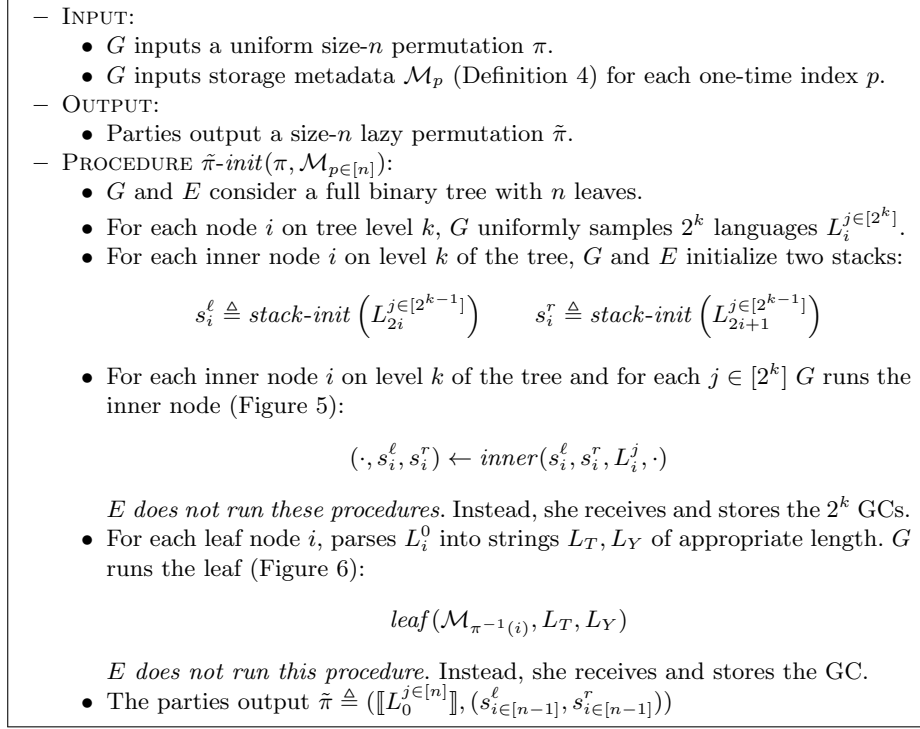 – INPUT:
• G inputs a uniform size-n permutation π.
• G inputs storage metadata ℳₚ (Definition 4) for each one-time index p.
– OUTPUT:
• Parties output a size-n lazy permutation π̃.
– PROCEDURE π̃-init(π, ℳ_{p∈[n]}):
• G and E consider a full binary tree with n leaves.
• For each node i on tree level k, G uniformly samples 2^k languages L_i^{j∈[2^k]}.
• For each inner node i on level k of the tree, G and E initialize two stacks:
s_i^ℓ ≜ stack-init (L_{2i}^{j∈[2^{k−1}]}) s_i^r ≜ stack-init (L_{2i+1}^{j∈[2^{k−1}]})
• For each inner node i on level k of the tree and for each j ∈ [2^k] G runs the
inner node (Figure 5):
(·, s_i^ℓ, s_i^r) ← inner(s_i^ℓ, s_i^r, L_i^j, ·)
E does not run these procedures. Instead, she receives and stores the 2^k GCs.
• For each leaf node i, parses L_i^0 into strings L_T, L_Y of appropriate length. G
runs the leaf (Figure 6):
leaf(ℳ_{π^{−1}(i)}, L_T, L_Y)
E does not run this procedure. Instead, she receives and stores the GC.
• The parties output π̃ ≜ (⟦L_0^{j∈[n]}⟧, (s_{i∈[n−1]}^ℓ, s_{i∈[n−1]}^r))